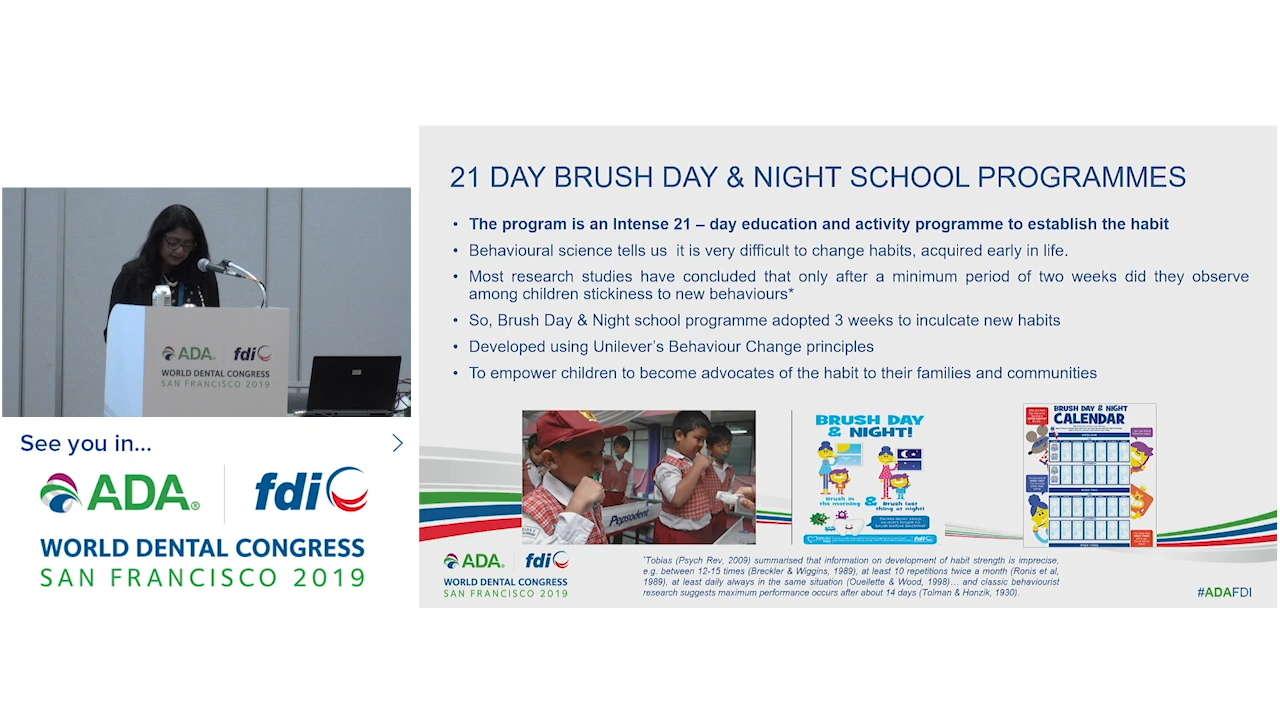 ADA. fdi
WORLD DENTAL CONGRESS
SAN FRANCISCO 2019
See you in...
ADA® fdi
WORLD DENTAL CONGRESS
SAN FRANCISCO 2019
21 DAY BRUSH DAY & NIGHT SCHOOL PROGRAMMES
• The program is an Intense 21 – day education and activity programme to establish the habit
• Behavioural science tells us it is very difficult to change habits, acquired early in life.
• Most research studies have concluded that only after a minimum period of two weeks did they observe
among children stickiness to new behaviours*
• So, Brush Day & Night school programme adopted 3 weeks to inculcate new habits
• Developed using Unilever's Behaviour Change principles
• To empower children to become advocates of the habit to their families and communities
Pepsodent
BRUSH DAY
& NIGHT!
Brush in
the morning
&
Brush last
thing at night!
BRUSH DAY & NIGHT
CALENDAR
ADA. fdi
WORLD DENTAL CONGRESS
SAN FRANCISCO 2019
*Tobias (Psych Rev, 2009) summarised that information on development of habit strength is imprecise,
e.g. between 12-15 times (Breckler & Wiggins, 1989), at least 10 repetitions twice a month (Ronis et al,
1989), at least daily always in the same situation (Ouellette & Wood, 1998)… and classic behaviourist
research suggests maximum performance occurs after about 14 days (Tolman & Honzik, 1930).
#ADAFDI